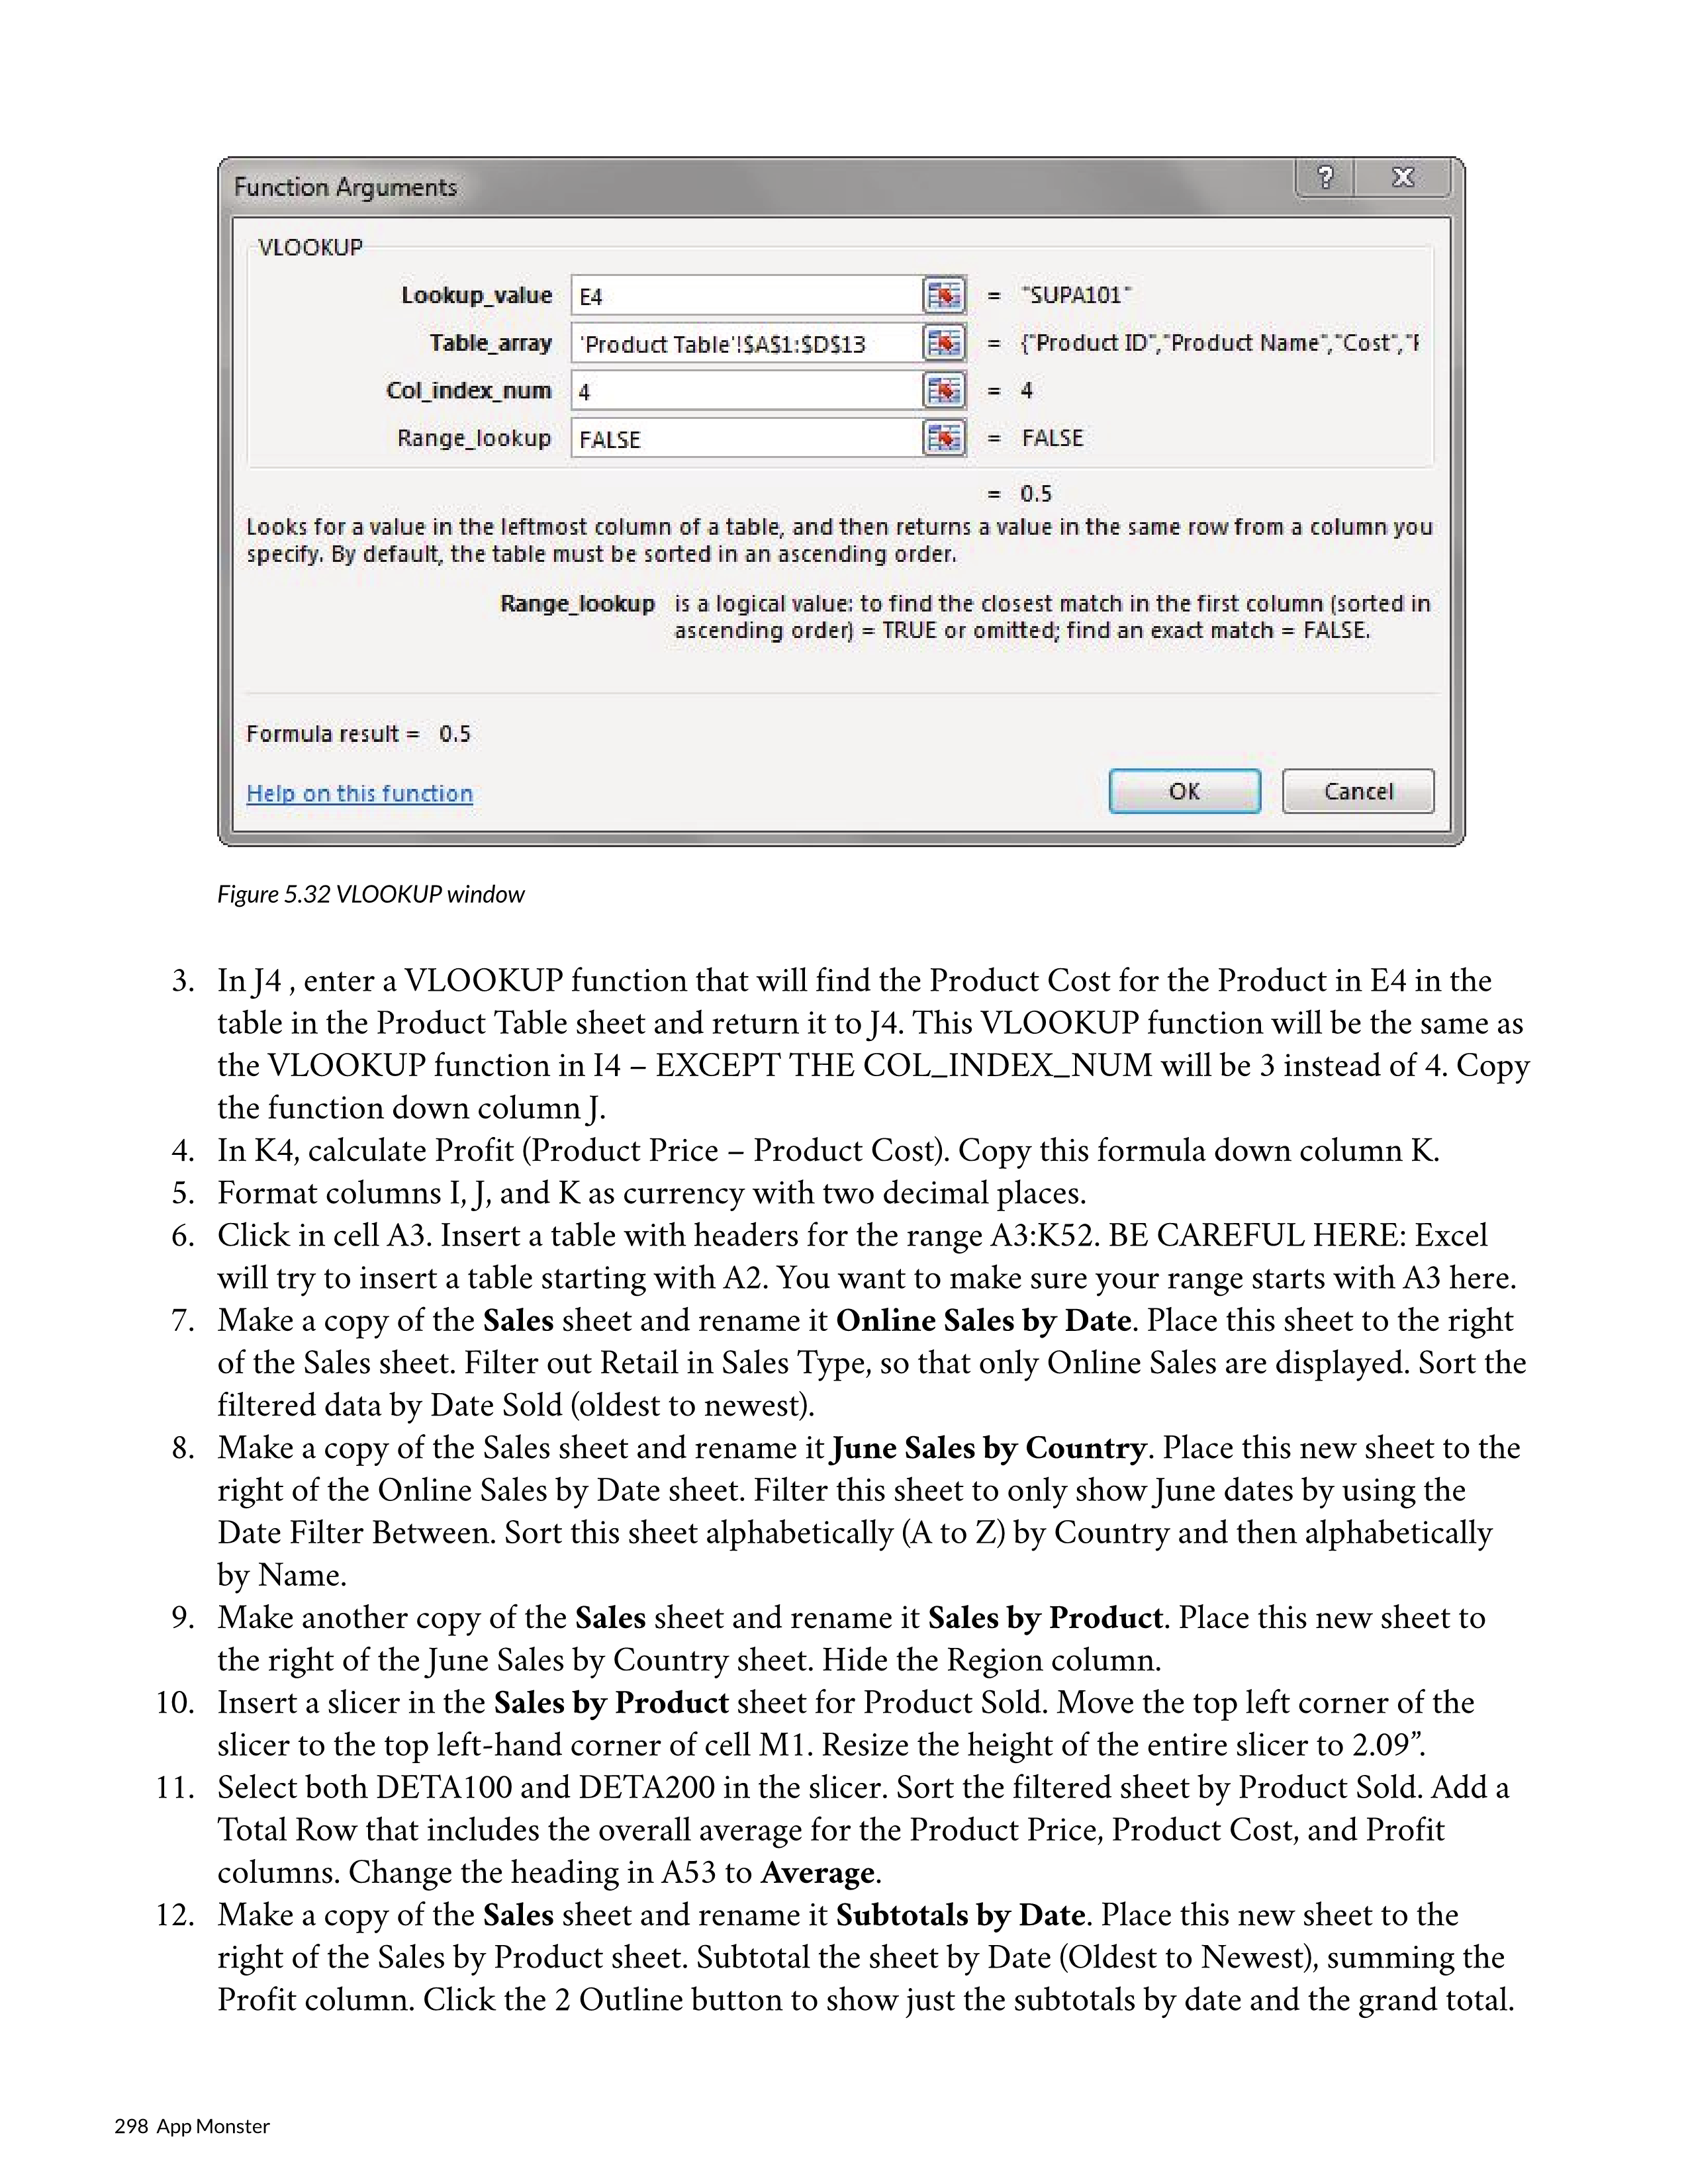 Function Arguments
VLOOKUP
Lookup_value E4 = "SUPA101"
Table_array 'Product Table'!$A$1:$D$13 = {"Product ID","Product Name","Cost","F
Col_index_num 4 = 4
Range_lookup FALSE = FALSE
= 0.5
Looks for a value in the leftmost column of a table, and then returns a value in the same row from a column you
specify. By default, the table must be sorted in an ascending order.
Range_lookup is a logical value: to find the closest match in the first column (sorted in
ascending order) = TRUE or omitted; find an exact match = FALSE.
Formula result = 0.5
Help on this function OK Cancel
Figure 5.32 VLOOKUP window
3. In J4 , enter a VLOOKUP function that will find the Product Cost for the Product in E4 in the
table in the Product Table sheet and return it to J4. This VLOOKUP function will be the same as
the VLOOKUP function in I4 – EXCEPT THE COL_INDEX_NUM will be 3 instead of 4. Copy
the function down column J.
4. In K4, calculate Profit (Product Price – Product Cost). Copy this formula down column K.
5. Format columns I, J, and K as currency with two decimal places.
6. Click in cell A3. Insert a table with headers for the range A3:K52. BE CAREFUL HERE: Excel
will try to insert a table starting with A2. You want to make sure your range starts with A3 here.
7. Make a copy of the Sales sheet and rename it Online Sales by Date. Place this sheet to the right
of the Sales sheet. Filter out Retail in Sales Type, so that only Online Sales are displayed. Sort the
filtered data by Date Sold (oldest to newest).
8. Make a copy of the Sales sheet and rename it June Sales by Country. Place this new sheet to the
right of the Online Sales by Date sheet. Filter this sheet to only show June dates by using the
Date Filter Between. Sort this sheet alphabetically (A to Z) by Country and then alphabetically
by Name.
9. Make another copy of the Sales sheet and rename it Sales by Product. Place this new sheet to
the right of the June Sales by Country sheet. Hide the Region column.
10. Insert a slicer in the Sales by Product sheet for Product Sold. Move the top left corner of the
slicer to the top left-hand corner of cell M1. Resize the height of the entire slicer to 2.09”.
11. Select both DETA100 and DETA200 in the slicer. Sort the filtered sheet by Product Sold. Add a
Total Row that includes the overall average for the Product Price, Product Cost, and Profit
columns. Change the heading in A53 to Average.
12. Make a copy of the Sales sheet and rename it Subtotals by Date. Place this new sheet to the
right of the Sales by Product sheet. Subtotal the sheet by Date (Oldest to Newest), summing the
Profit column. Click the 2 Outline button to show just the subtotals by date and the grand total.
298 App Monster